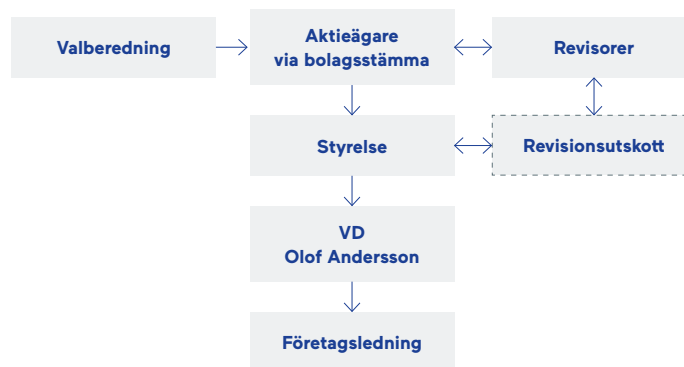 Valberedning
Aktieägare
via bolagsstämma
Revisorer
Styrelse
Revisionsutskott
VD
Olof Andersson
Företagsledning